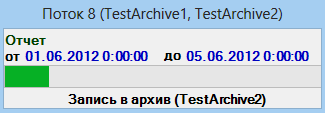 Поток 8 (TestArchive1, TestArchive2)
Отчет
от 01.06.2012 0:00:00 до 05.06.2012 0:00:00
Запись в архив (TestArchive2)